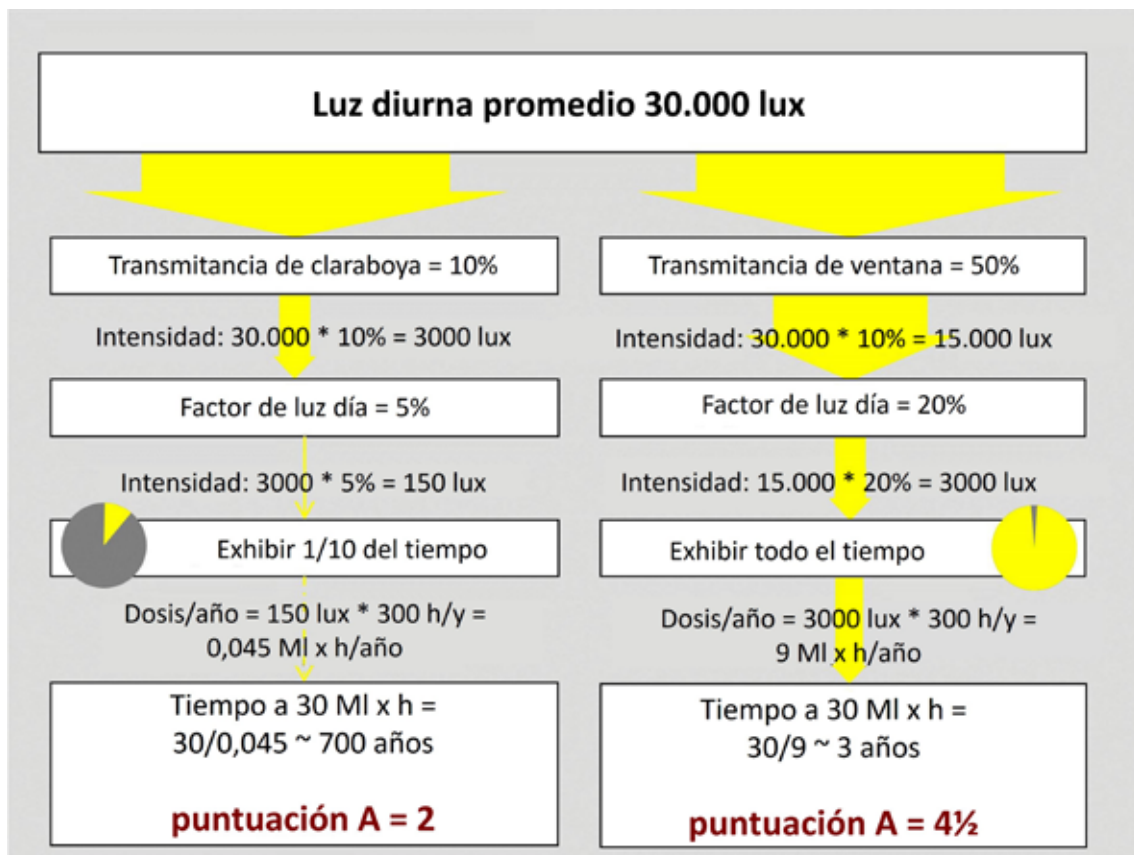 Luz diurna promedio 30.000 lux
Transmitancia de claraboya = 10%
Intensidad: 30.000 * 10% = 3000 lux
Factor de luz día = 5%
Intensidad: 3000 * 5% = 150 lux
Exhibir 1/10 del tiempo
Dosis/año = 150 lux * 300 h/y =
0,045 Ml x h/año
Tiempo a 30 Ml x h =
30/0,045 ~ 700 años
puntuación A = 2
Transmitancia de ventana = 50%
Intensidad: 30.000 * 10% = 15.000 lux
Factor de luz día = 20%
Intensidad: 15.000 * 20% = 3000 lux
Exhibir todo el tiempo
Dosis/año = 3000 lux * 300 h/y =
9 Ml x h/año
Tiempo a 30 Ml x h =
30/9 ~ 3 años
puntuación A = 4½